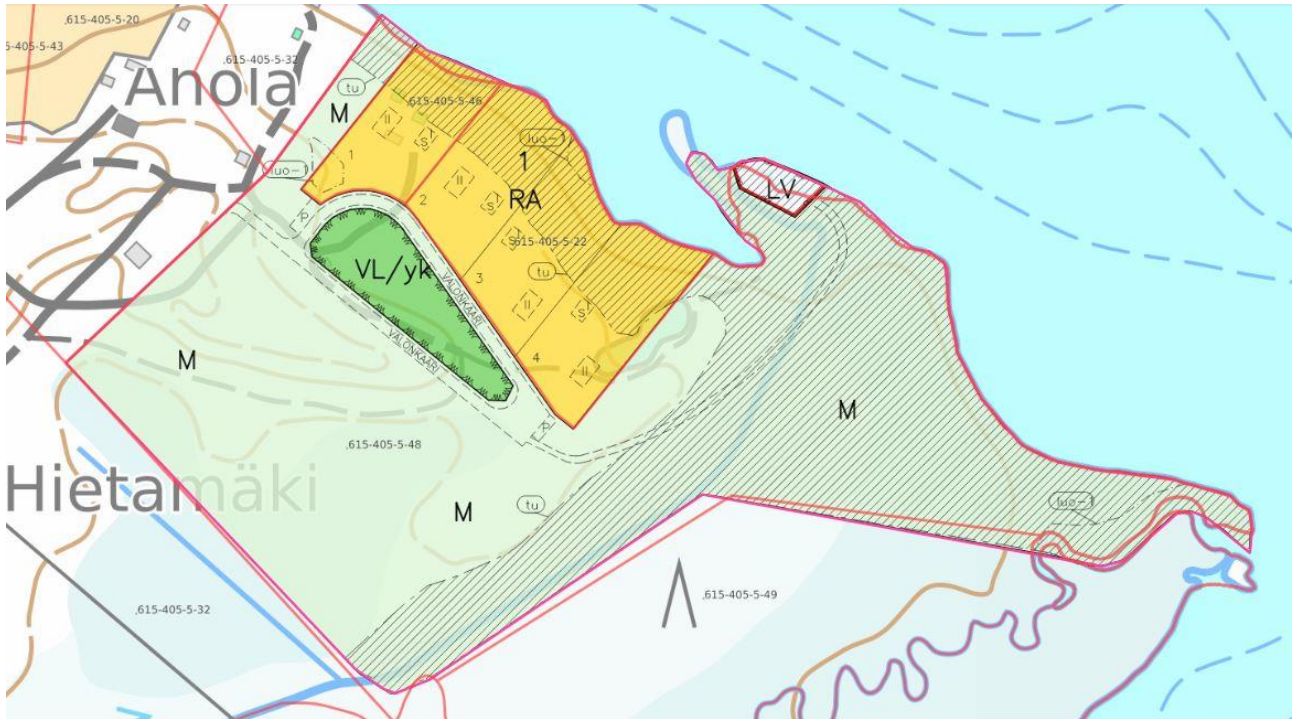 ,615-405-5-20
5-405-5-43
,615-405-5-32
Anola
tu
,615-405-5-46
M
II
S
luo-1
1
1
luo-1
RA
LV
II
2
S
R
S
,615-405-5-22
VL/yk
tu
3
VALONKAARI
II
S
VALONKAARI
M
4
II
M
R
,615-405-5-48
Hietamäki
M
tu
luo-1
,615-405-5-32
,615-405-5-49